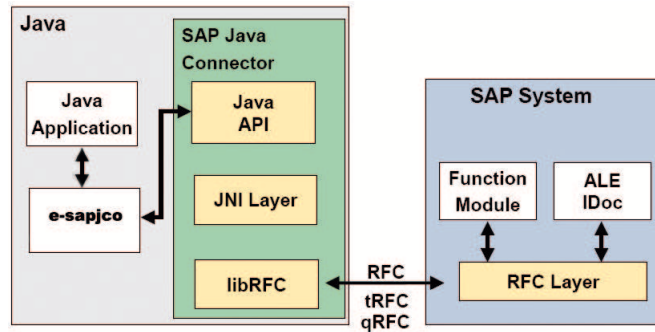 Java
SAP Java
Connector
Java
Application
Java
API
e-sapjco
JNI Layer
libRFC
RFC
tRFC
qRFC
SAP System
Function
Module
ALE
IDoc
RFC Layer